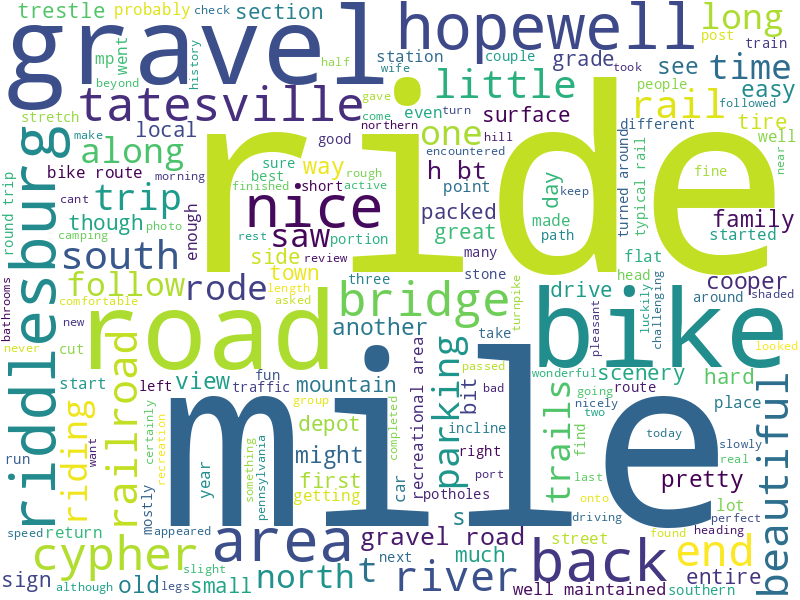 trestle
probably
check
section
hopewell
long
gravel
mp
went
history
station
couple
wife
grade
post
train
see
time
beyond
half
took
easy
tatesville
little
rail
stretch
gave
come
turn
even
surface
people
followed
make
northern
hill
one
different
tire
well
local
good
encountered
along
sure
way
h bt
bike route
rough
best
finished
short
active
point
day
keep
fine
near
ride
cant
morning
trip
nice
packed
made
family
riddlesburg
round trip
though
enough
photo
portion
great
path
turned around
typical rail
started
camping
rest
review
saw
many
flat
south
side
three
stone
head
cooper
follow
town
length
asked
rode
bridge
drive
around
shaded
bathrooms
comfortable
new
never
cut
road
another
take
turnpike
pleasant
luckily
challenging
bike
looked
start
left
view
fun
traffic
mountain
parking
recreational area
bit
passed
bad
wonderful
going
scenery
route
two
nicely
hard
place
riding
railroad
group
depot
incline
trails
today
slowly
real
beautiful
run
want
mostly
certainly
recreation
year
something
pennsylvania
might
first
getting
completed
car
right
port
potholes
find
last
onto
pretty
lot
perfect
mile
speed
return
mappeared
area
gravel road
s
street
driving
found
heading
cypher
north
t
next
much
back
end
sign
although
old
legs
slight
small
river
well maintained
southern
entire